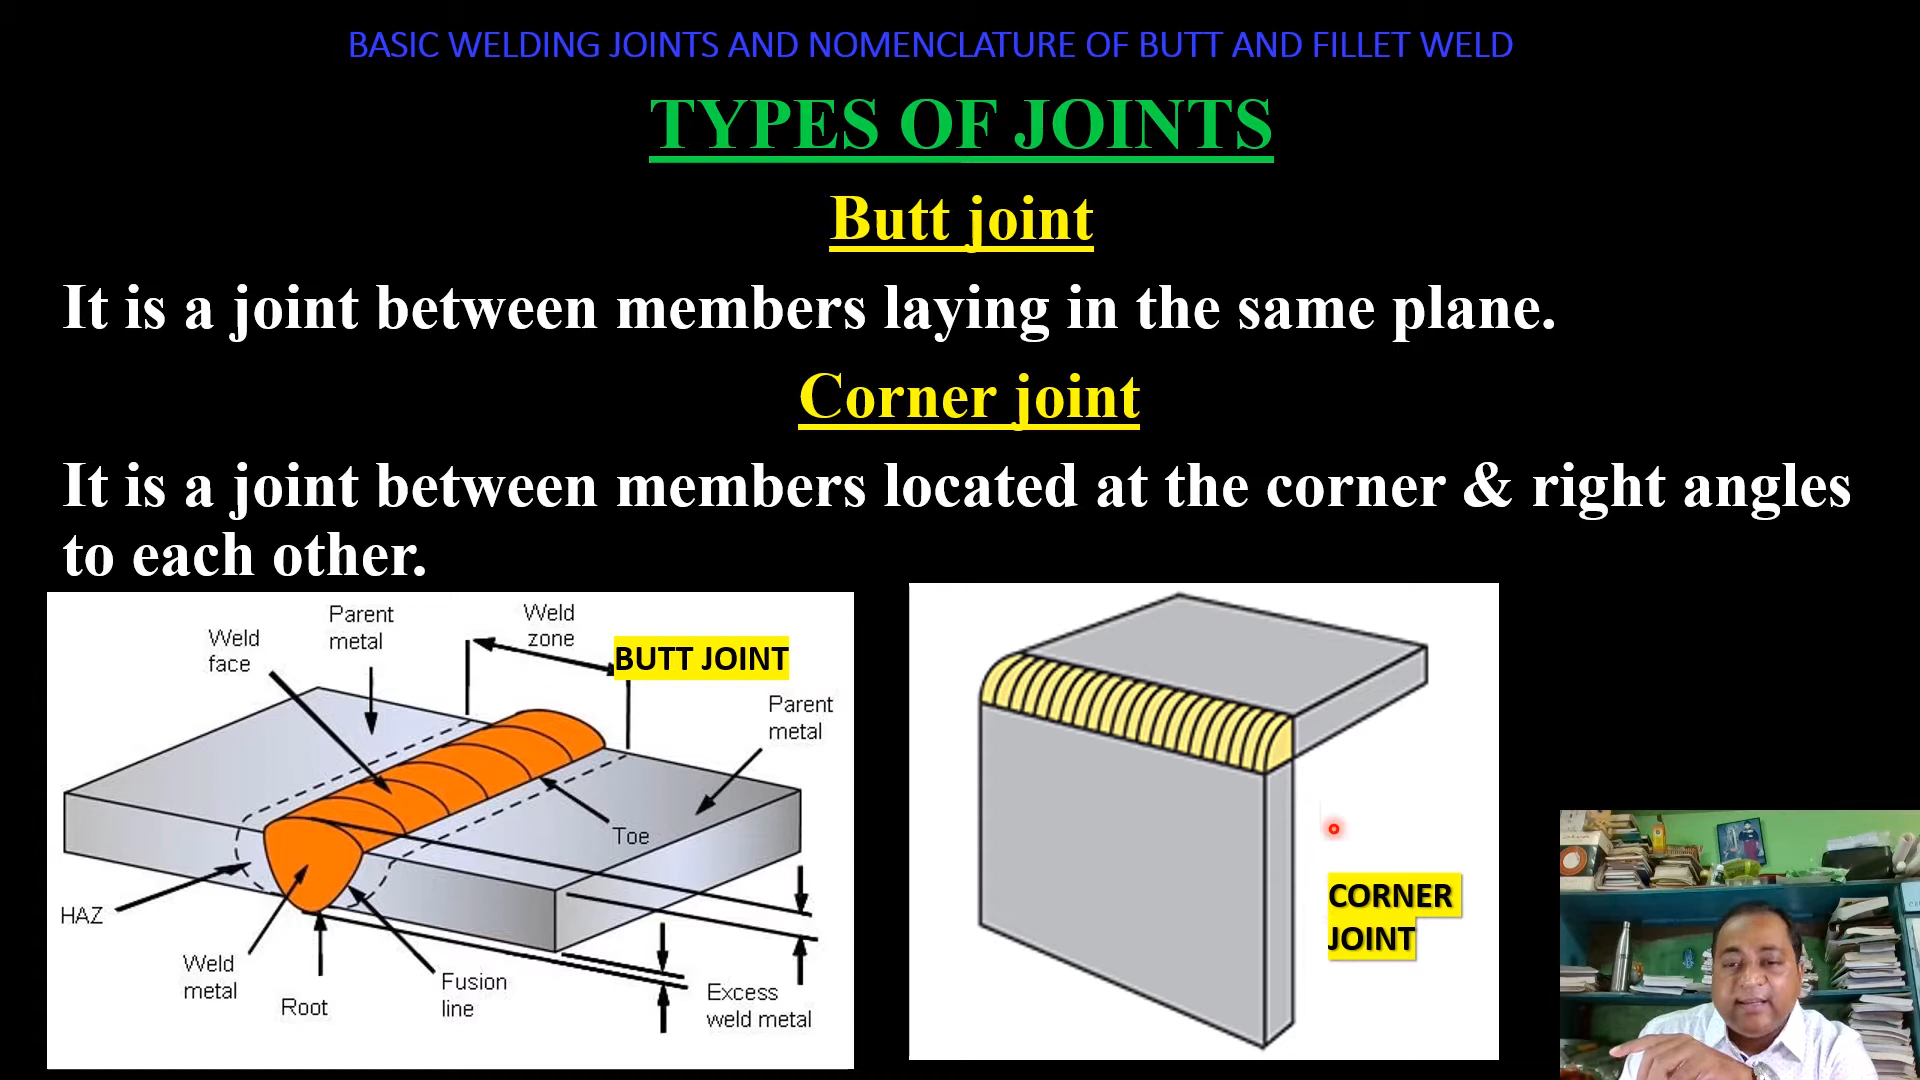 BASIC WELDING JOINTS AND NOMENCLATURE OF BUTT AND FILLET WELD
TYPES OF JOINTS
Butt joint
It is a joint between members laying in the same plane.
Corner joint
It is a joint between members located at the corner & right angles
to each other.
Parent
metal
Weld
zone
Weld
face
BUTT JOINT
Parent
metal
Toe
HAZ
Weld
metal
Root
Fusion
line
Excess
weld metal
CORNER
JOINT